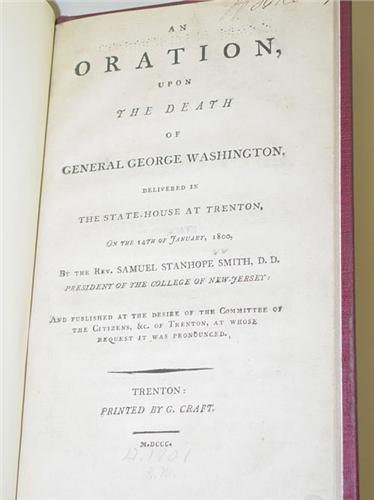 AN
ORATION,
UPON
THE DEATH
OF
GENERAL GEORGE WASHINGTON,
DELIVERED IN
THE STATE-HOUSE AT TRENTON,
ON THE 14TH OF JANUARY, 1800,
BY THE REV. SAMUEL STANHOPE SMITH, D. D.
PRESIDENT OF THE COLLEGE OF NEW-JERSEY:
AND PUBLISHED AT THE DESIRE OF THE COMMITTEE OF
THE CITIZENS, &c. OF TRENTON, AT WHOSE
REQUEST IT WAS PRONOUNCED.
TRENTON:
PRINTED BY G. CRAFT.
M.DCCC.